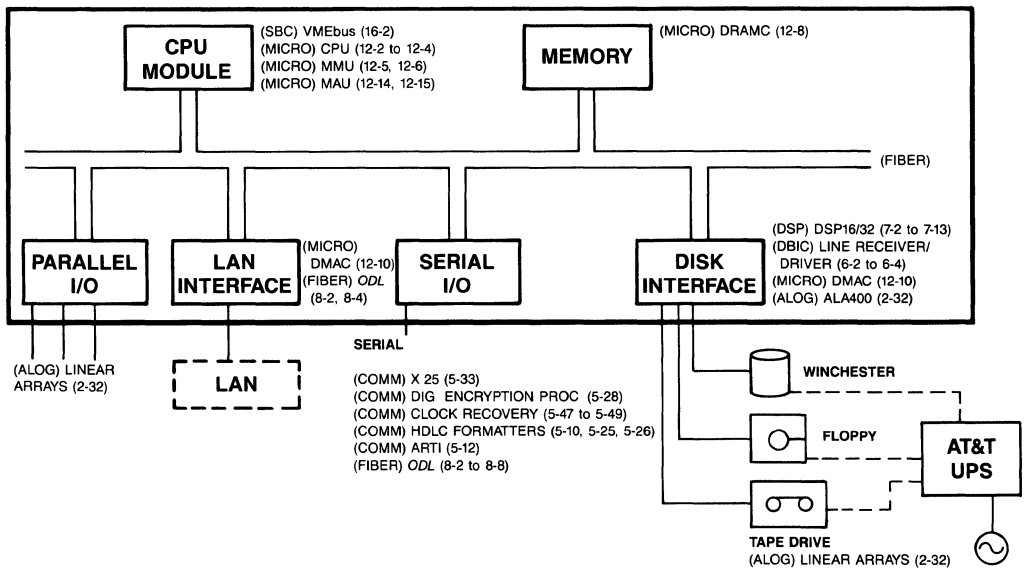 CPU
MODULE
(SBC) VMEbus (16-2)
(MICRO) CPU (12-2 to 12-4)
(MICRO) MMU (12-5, 12-6)
(MICRO) MAU (12-14, 12-15)
MEMORY
(MICRO) DRAMC (12-8)
(FIBER)
PARALLEL
I/O
LAN
INTERFACE
(MICRO)
DMAC (12-10)
(FIBER) ODL
(8-2, 8-4)
SERIAL
I/O
DISK
INTERFACE
(DSP) DSP16/32 (7-2 to 7-13)
(DBIC) LINE RECEIVER/
DRIVER (6-2 to 6-4)
(MICRO) DMAC (12-10)
(ALOG) ALA400 (2-32)
(ALOG) LINEAR
ARRAYS (2-32)
LAN
SERIAL
(COMM) X 25 (5-33)
(COMM) DIG ENCRYPTION PROC (5-28)
(COMM) CLOCK RECOVERY (5-47 to 5-49)
(COMM) HDLC FORMATTERS (5-10, 5-25, 5-26)
(COMM) ARTI (5-12)
(FIBER) ODL (8-2 to 8-8)
WINCHESTER
FLOPPY
AT&T
UPS
TAPE DRIVE
(ALOG) LINEAR ARRAYS (2-32)